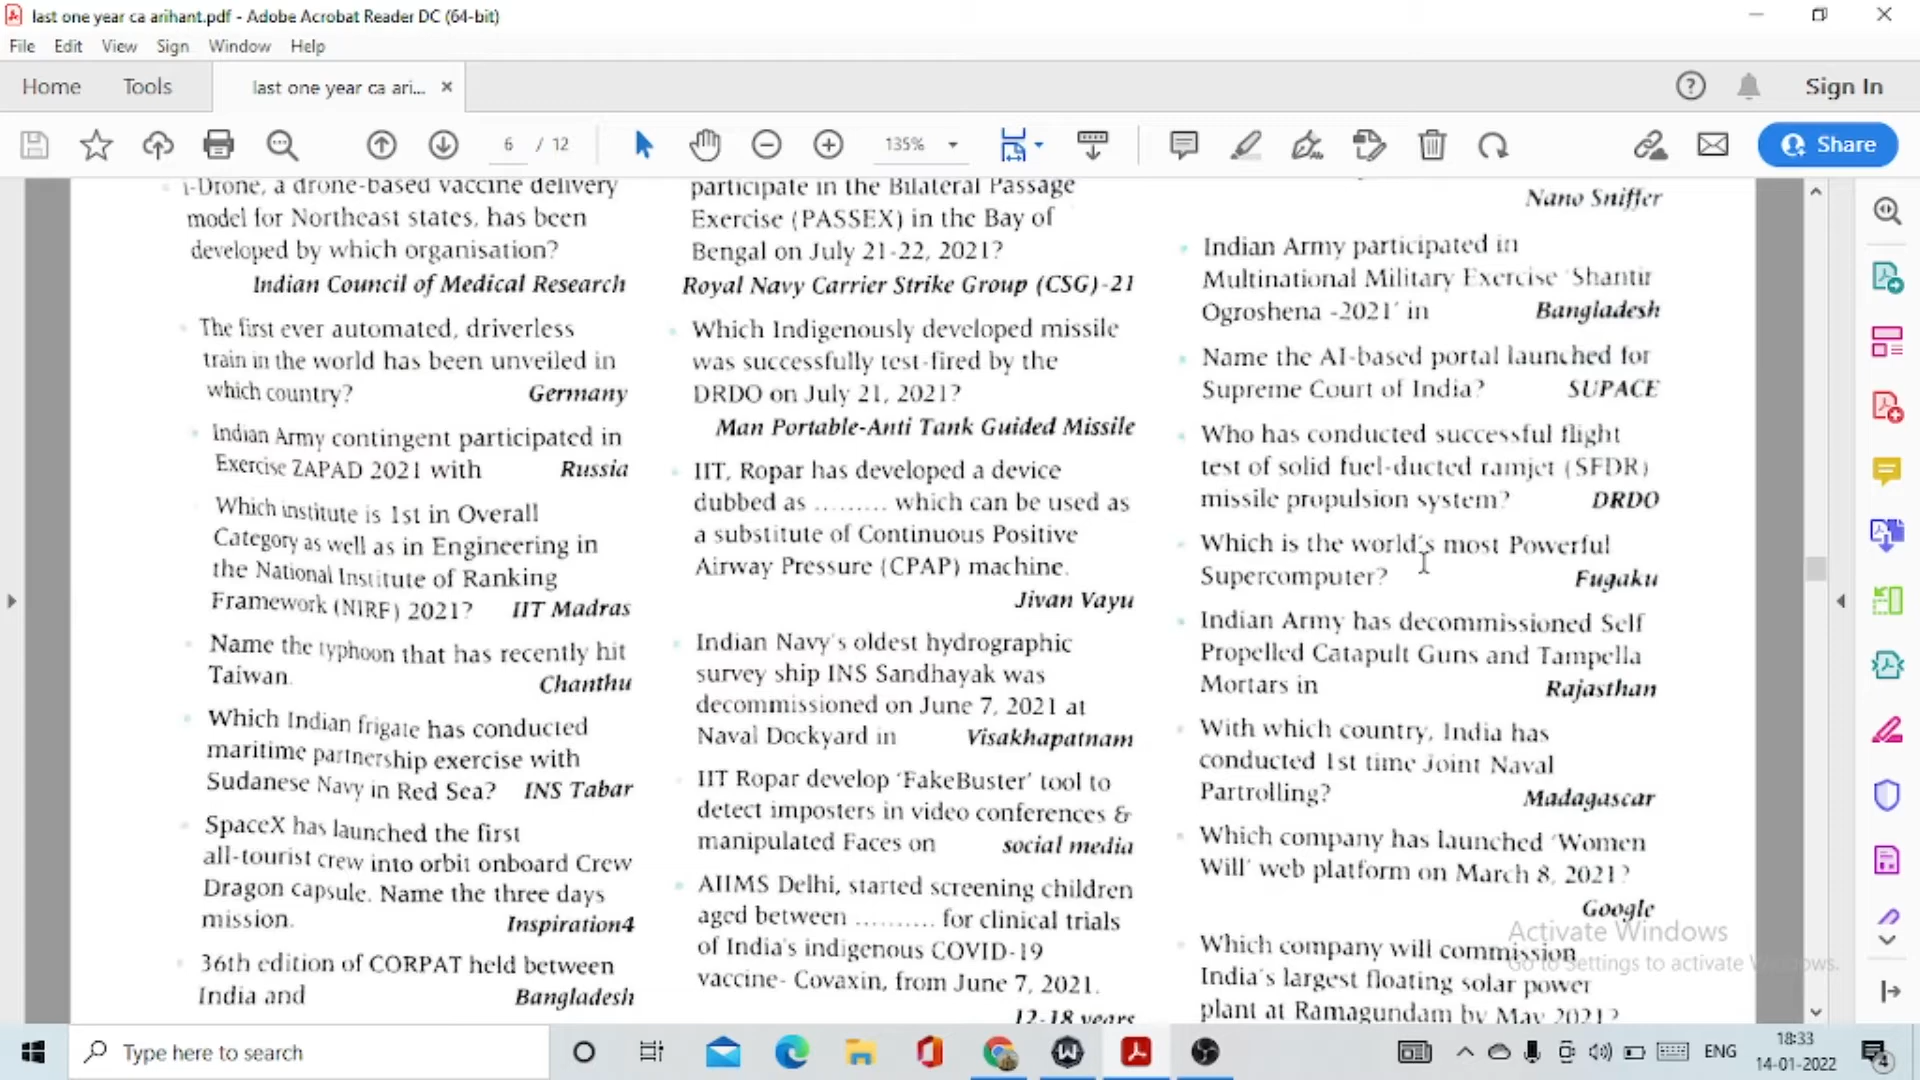 last one year ca arihant.pdf - Adobe Acrobat Reader DC (64-bit)
File Edit View Sign Window Help
Home Tools last one year ca ari... × Sign In
6 / 12 135% Share
i-Drone, a drone-based vaccine delivery
model for Northeast states, has been
developed by which organisation?
Indian Council of Medical Research
The first ever automated, driverless
train in the world has been unveiled in
which country? Germany
Indian Army contingent participated in
Exercise ZAPAD 2021 with Russia
Which institute is 1st in Overall
Category as well as in Engineering in
the National Institute of Ranking
Framework (NIRF) 2021? IIT Madras
Name the typhoon that has recently hit
Taiwan. Chanthu
Which Indian frigate has conducted
maritime partnership exercise with
Sudanese Navy in Red Sea? INS Tabar
SpaceX has launched the first
all-tourist crew into orbit onboard Crew
Dragon capsule. Name the three days
mission. Inspiration4
36th edition of CORPAT held between
India and Bangladesh
participate in the Bilateral Passage
Exercise (PASSEX) in the Bay of
Bengal on July 21-22, 2021?
Royal Navy Carrier Strike Group (CSG)-21
Which Indigenously developed missile
was successfully test-fired by the
DRDO on July 21, 2021?
Man Portable-Anti Tank Guided Missile
IIT, Ropar has developed a device
dubbed as ......... which can be used as
a substitute of Continuous Positive
Airway Pressure (CPAP) machine.
Jivan Vayu
Indian Navy's oldest hydrographic
survey ship INS Sandhayak was
decommissioned on June 7, 2021 at
Naval Dockyard in Visakhapatnam
IIT Ropar develop 'FakeBuster' tool to
detect imposters in video conferences &
manipulated Faces on social media
AIIMS Delhi, started screening children
aged between .......... for clinical trials
of India's indigenous COVID-19
vaccine- Covaxin, from June 7, 2021.
12-18 years
Nano Sniffer
Indian Army participated in
Multinational Military Exercise 'Shantir
Ogroshena -2021' in Bangladesh
Name the AI-based portal launched for
Supreme Court of India? SUPACE
Who has conducted successful flight
test of solid fuel-ducted ramjet (SFDR)
missile propulsion system? DRDO
Which is the world's most Powerful
Supercomputer? Fugaku
Indian Army has decommissioned Self
Propelled Catapult Guns and Tampella
Mortars in Rajasthan
With which country, India has
conducted 1st time Joint Naval
Partrolling? Madagascar
Which company has launched 'Women
Will' web platform on March 8, 2021?
Google
Which company will commission
India's largest floating solar power
plant at Ramagundam by May 2021?
Activate Windows
Go to Settings to activate Windows.
Type here to search
ENG
18:33
14-01-2022
4